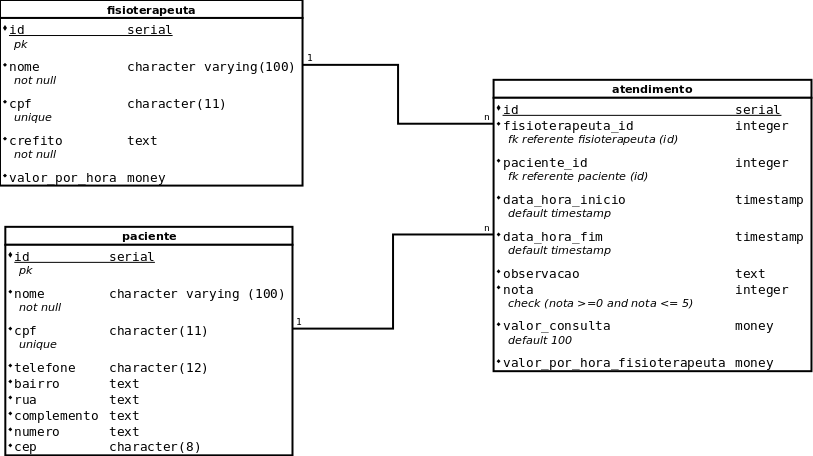 fisioterapeuta
id serial
pk
nome character varying(100)
not null
cpf character(11)
unique
crefito text
not null
valor_por_hora money
1
n
atendimento
id serial
fisioterapeuta_id integer
fk referente fisioterapeuta (id)
paciente_id integer
fk referente paciente (id)
data_hora_inicio timestamp
default timestamp
data_hora_fim timestamp
default timestamp
observacao text
nota integer
check (nota >=0 and nota <= 5)
valor_consulta money
default 100
valor_por_hora_fisioterapeuta money
n
1
paciente
id serial
pk
nome character varying (100)
not null
cpf character(11)
unique
telefone character(12)
bairro text
rua text
complemento text
numero text
cep character(8)